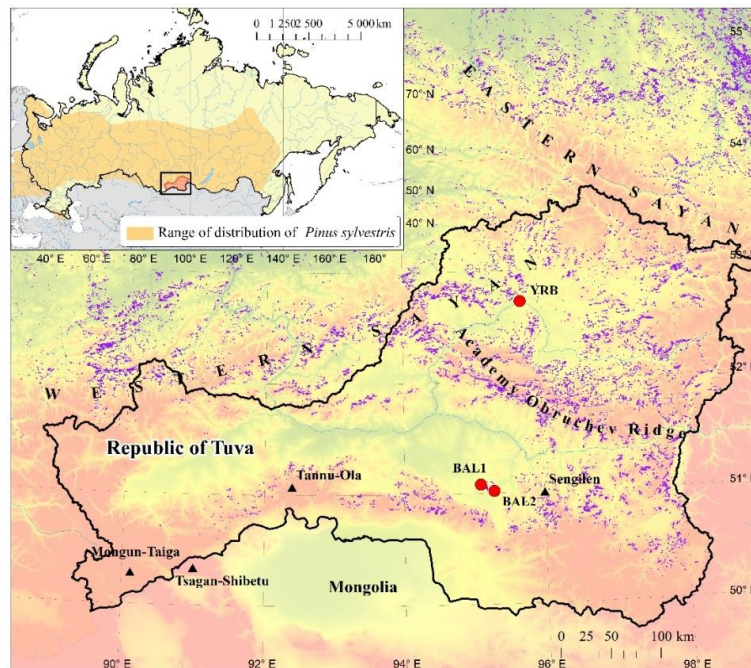 0 1 250 2 500 5 000 km
70° N
60° N
50° N
40° N
Range of distribution of Pinus sylvestris
40° E 60° E 80° E 100° E 120° E 140° E 160° E 180°
55°
54°
53°
52°
51°
50° N
EASTERN SAYAN
WESTERN SAYAN
YRB
Academy Obruchev Ridge
Republic of Tuva
Tannu-Ola
BAL1
BAL2
Sengilen
Mongun-Taiga
Tsagan-Shibetu
Mongolia
0 25 50 100 km
90° E 92° E 94° E 96° E 98° E